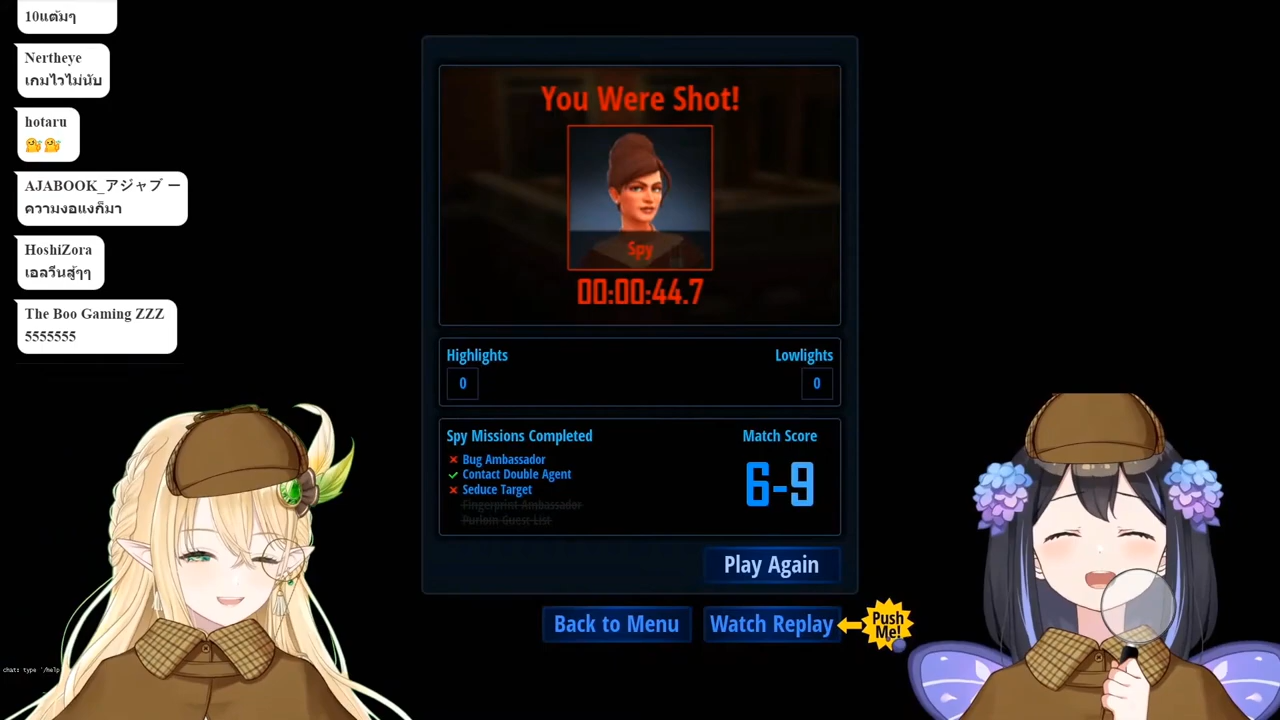 10แต้มๆ
Nertheye
เกมไวไม่นับ
hotaru
AJABOOK_アジャブ ー
ความงอแงก็มา
HoshiZora
เอลวีนสู้ๆๆ
The Boo Gaming ZZZ
5555555
You Were Shot!
Spy
00:00:44.7
Highlights
Lowlights
0
0
Spy Missions Completed
Match Score
Bug Ambassador
Contact Double Agent
Seduce Target
Fingerprint Ambassador
Purloin Guest List
6-9
Play Again
Back to Menu
Watch Replay
Push
Me!
chat: type '/help